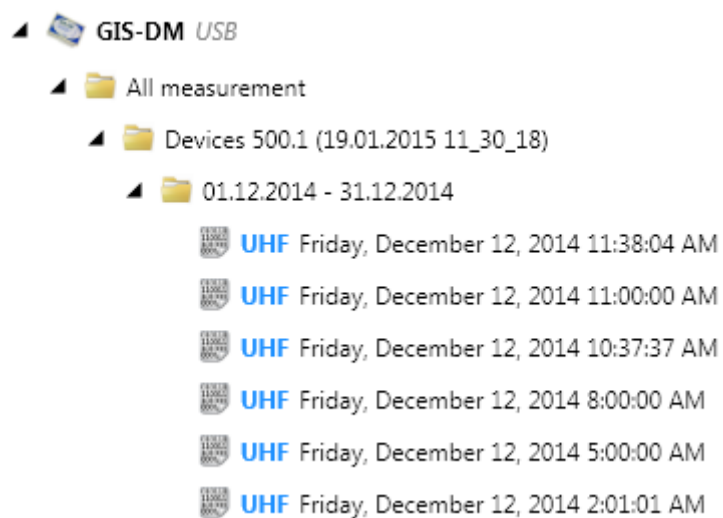 GIS-DM USB
All measurement
Devices 500.1 (19.01.2015 11_30_18)
01.12.2014 - 31.12.2014
UHF Friday, December 12, 2014 11:38:04 AM
UHF Friday, December 12, 2014 11:00:00 AM
UHF Friday, December 12, 2014 10:37:37 AM
UHF Friday, December 12, 2014 8:00:00 AM
UHF Friday, December 12, 2014 5:00:00 AM
UHF Friday, December 12, 2014 2:01:01 AM